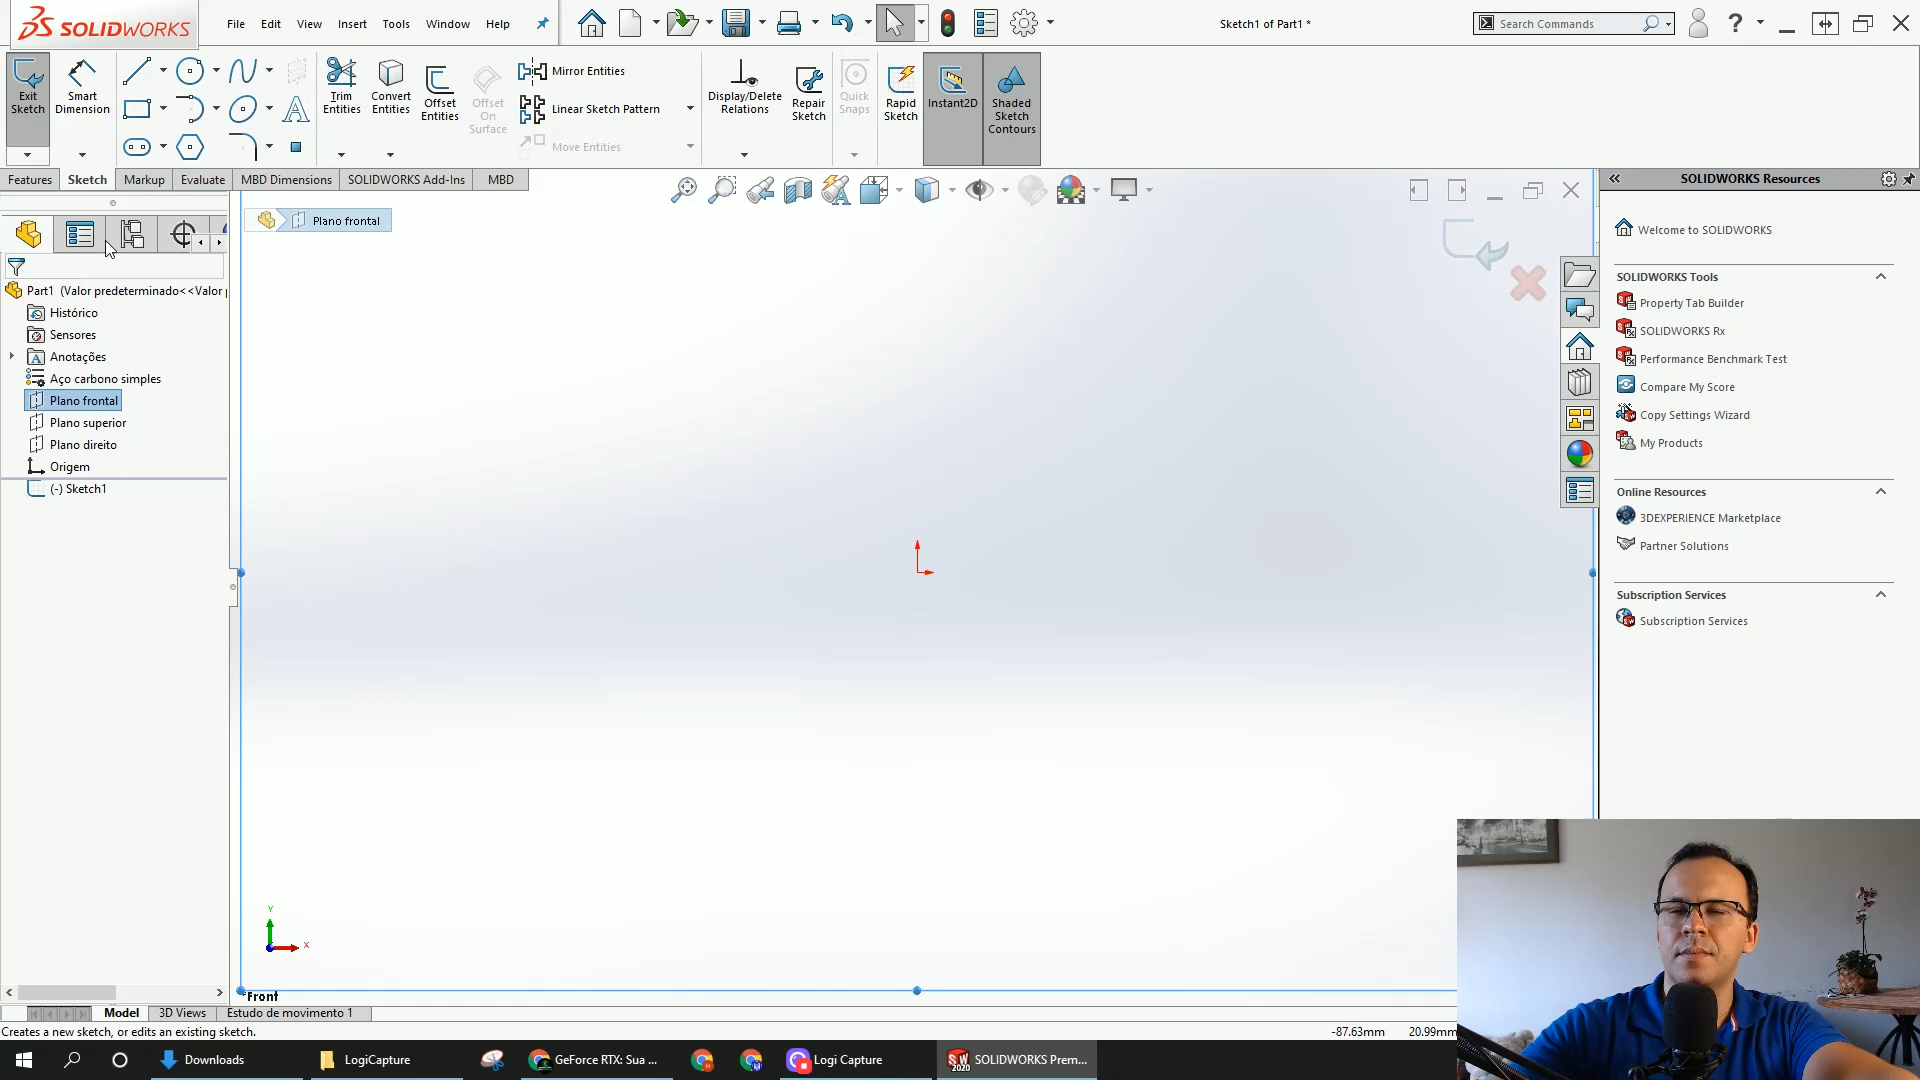 SOLIDWORKS
File
Edit
View
Insert
Tools
Window
Help
Sketch1 of Part1 *
Search Commands
?
Exit
Sketch
Smart
Dimension
Trim
Entities
Convert
Entities
Offset
Entities
Offset
On
Surface
Mirror Entities
Linear Sketch Pattern
Move Entities
Display/Delete
Relations
Repair
Sketch
Quick
Snaps
Rapid
Sketch
Instant2D
Shaded
Sketch
Contours
Features
Sketch
Markup
Evaluate
MBD Dimensions
SOLIDWORKS Add-Ins
MBD
Plano frontal
Part1 (Valor predeterminado<<Valor
Histórico
Sensores
Anotações
Aço carbono simples
Plano frontal
Plano superior
Plano direito
Origem
(-) Sketch1
Y
X
*Front
SOLIDWORKS Resources
Welcome to SOLIDWORKS
SOLIDWORKS Tools
Property Tab Builder
SOLIDWORKS Rx
Performance Benchmark Test
Compare My Score
Copy Settings Wizard
My Products
Online Resources
3DEXPERIENCE Marketplace
Partner Solutions
Subscription Services
Subscription Services
Model
3D Views
Estudo de movimento 1
Creates a new sketch, or edits an existing sketch.
-87.63mm
20.99mm
Downloads
LogiCapture
GeForce RTX: Sua ...
Logi Capture
SW
2020
SOLIDWORKS Prem...